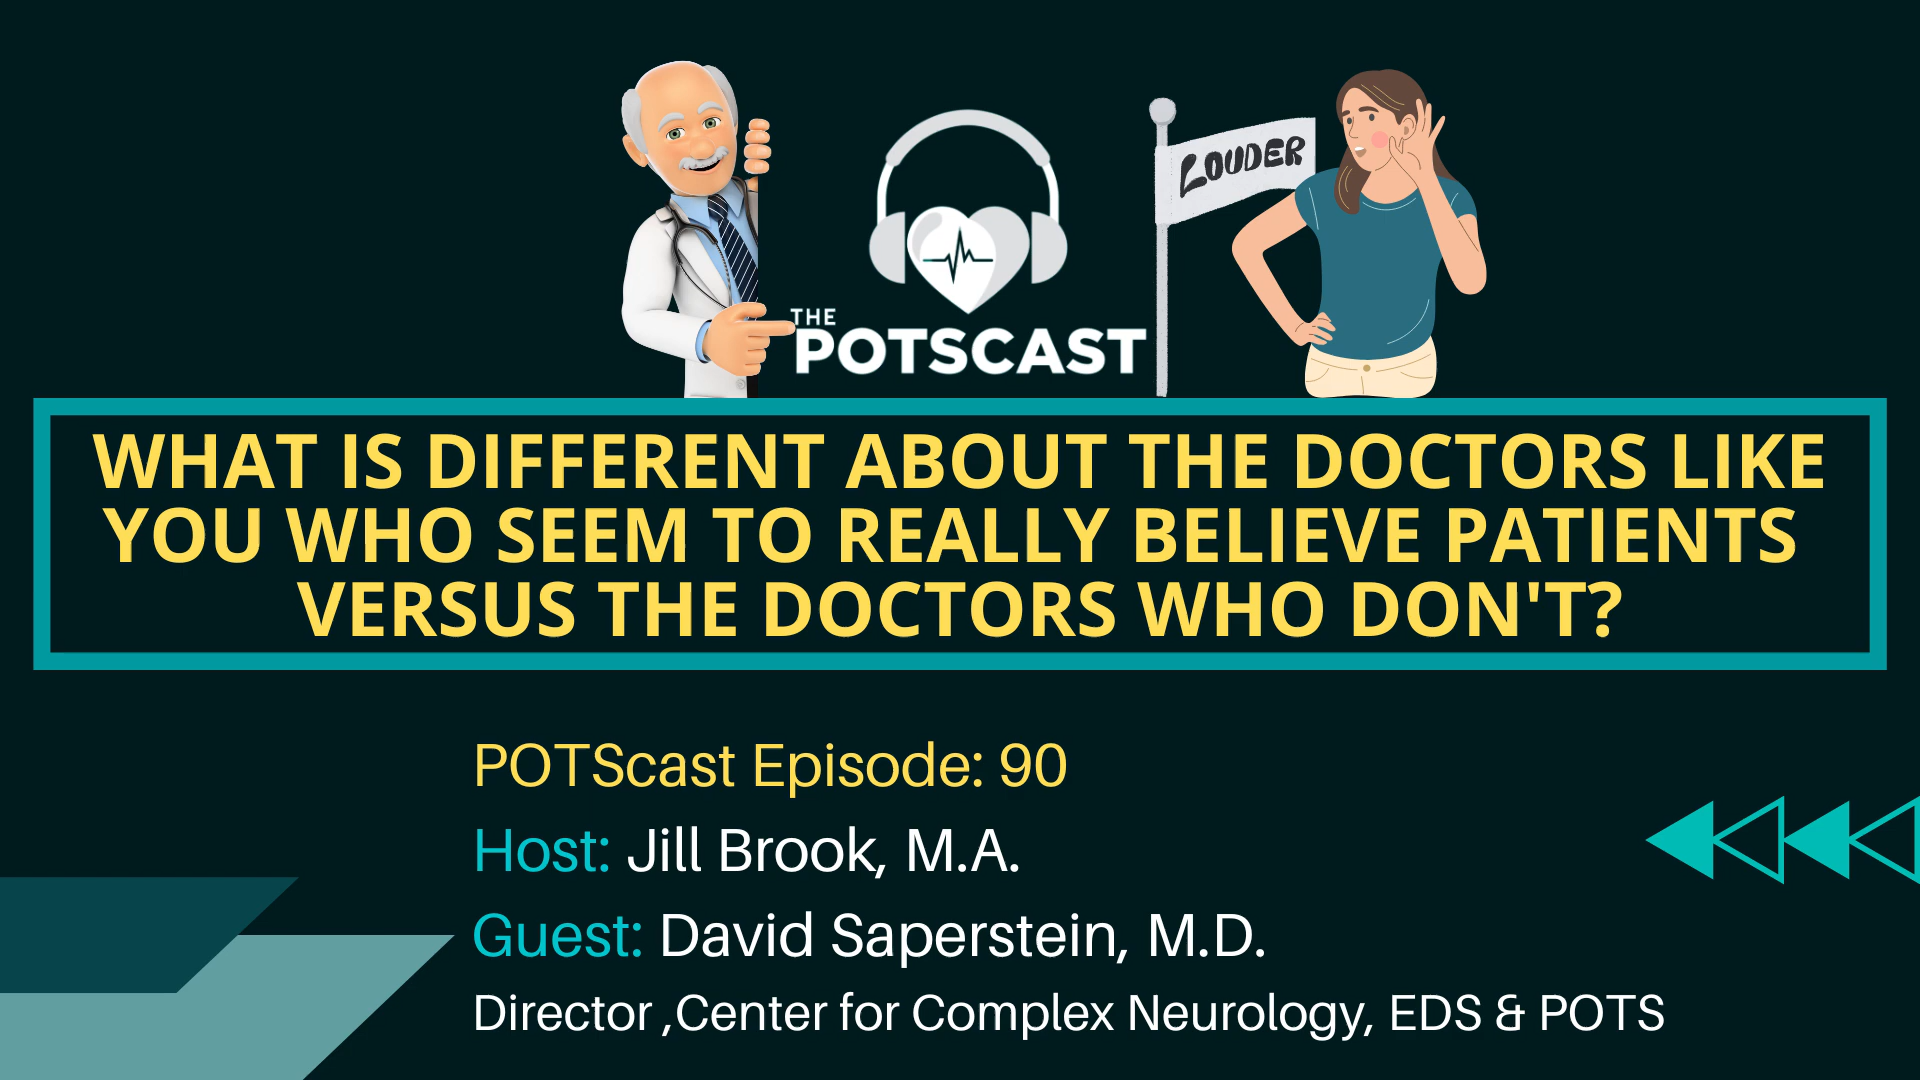 LOUDER
THE
POTSCAST
WHAT IS DIFFERENT ABOUT THE DOCTORS LIKE
YOU WHO SEEM TO REALLY BELIEVE PATIENTS
VERSUS THE DOCTORS WHO DON'T?
POTScast Episode: 90
Host: Jill Brook, M.A.
Guest: David Saperstein, M.D.
Director ,Center for Complex Neurology, EDS & POTS